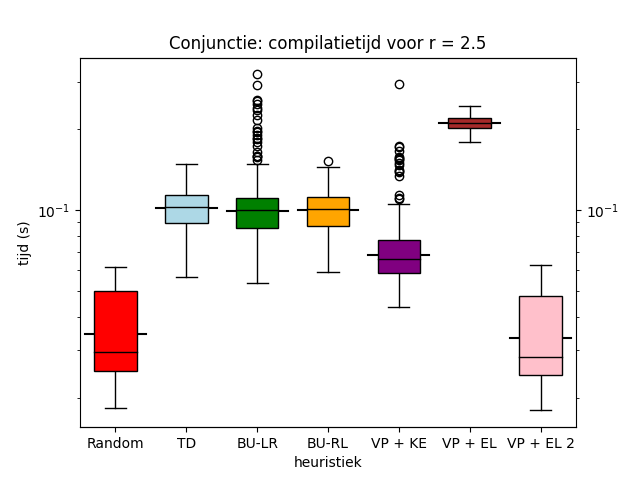 Conjunctie: compilatietijd voor r = 2.5
tijd (s)
10⁻¹
10⁻¹
Random TD BU-LR BU-RL VP + KE VP + EL VP + EL 2
heuristiek